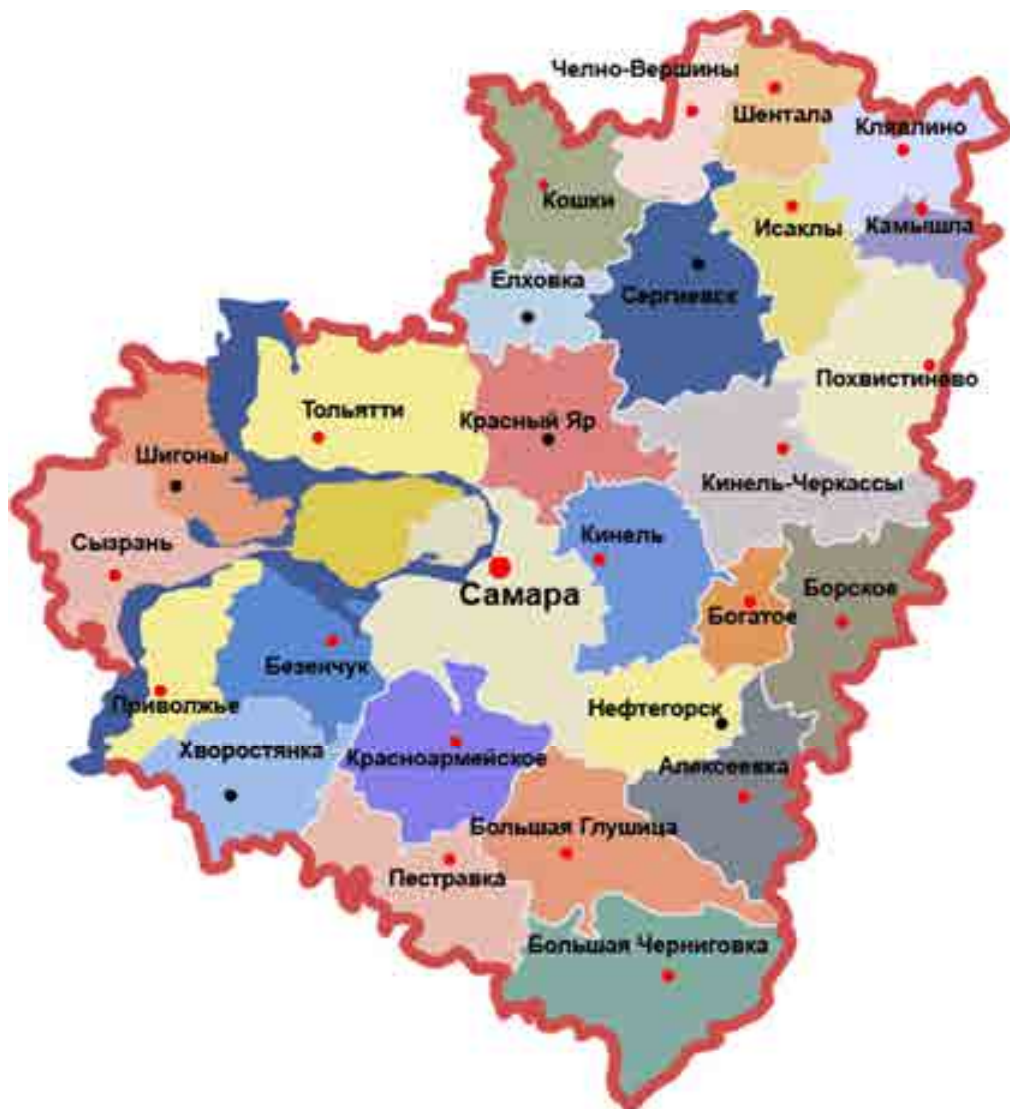 Челно-Вершины
Шентала
Клявлино
Кошки
Исаклы
Камышла
Елховка
Сергиевск
Похвистинево
Тольятти
Красный Яр
Шигоны
Кинель-Черкассы
Сызрань
Кинель
Самара
Борское
Богатое
Безенчук
Приволжье
Нефтегорск
Хворостянка
Красноармейское
Алексеевка
Большая Глушица
Пестравка
Большая Черниговка